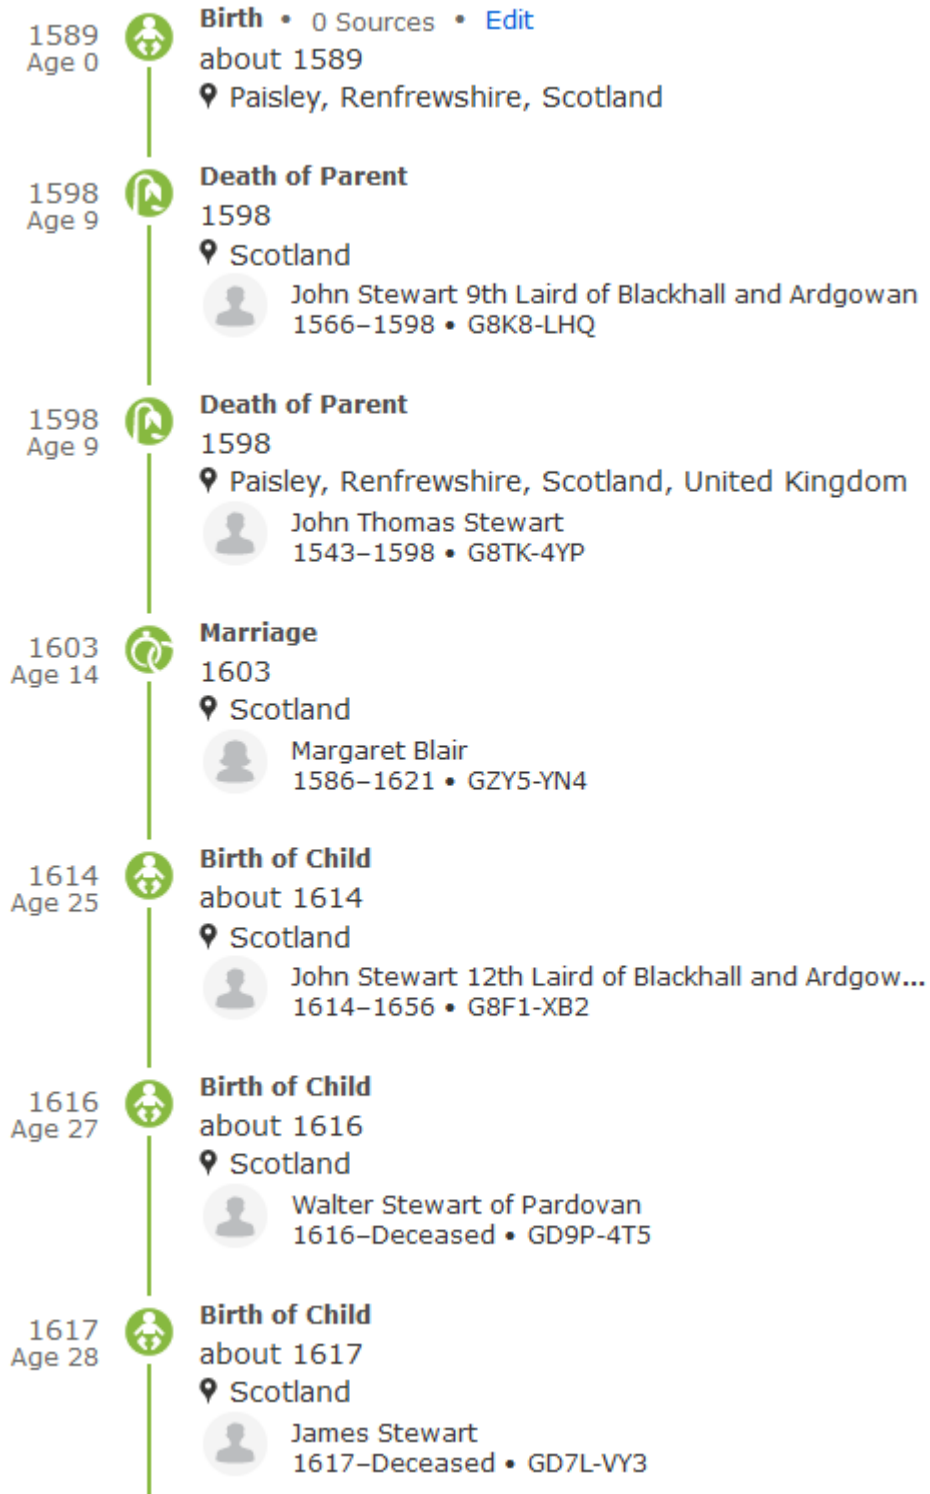 1589
Age 0
Birth • 0 Sources • Edit
about 1589
Paisley, Renfrewshire, Scotland
1598
Age 9
Death of Parent
1598
Scotland
John Stewart 9th Laird of Blackhall and Ardgowan
1566–1598 • G8K8-LHQ
1598
Age 9
Death of Parent
1598
Paisley, Renfrewshire, Scotland, United Kingdom
John Thomas Stewart
1543–1598 • G8TK-4YP
1603
Age 14
Marriage
1603
Scotland
Margaret Blair
1586–1621 • GZY5-YN4
1614
Age 25
Birth of Child
about 1614
Scotland
John Stewart 12th Laird of Blackhall and Ardgow...
1614–1656 • G8F1-XB2
1616
Age 27
Birth of Child
about 1616
Scotland
Walter Stewart of Pardovan
1616–Deceased • GD9P-4T5
1617
Age 28
Birth of Child
about 1617
Scotland
James Stewart
1617–Deceased • GD7L-VY3